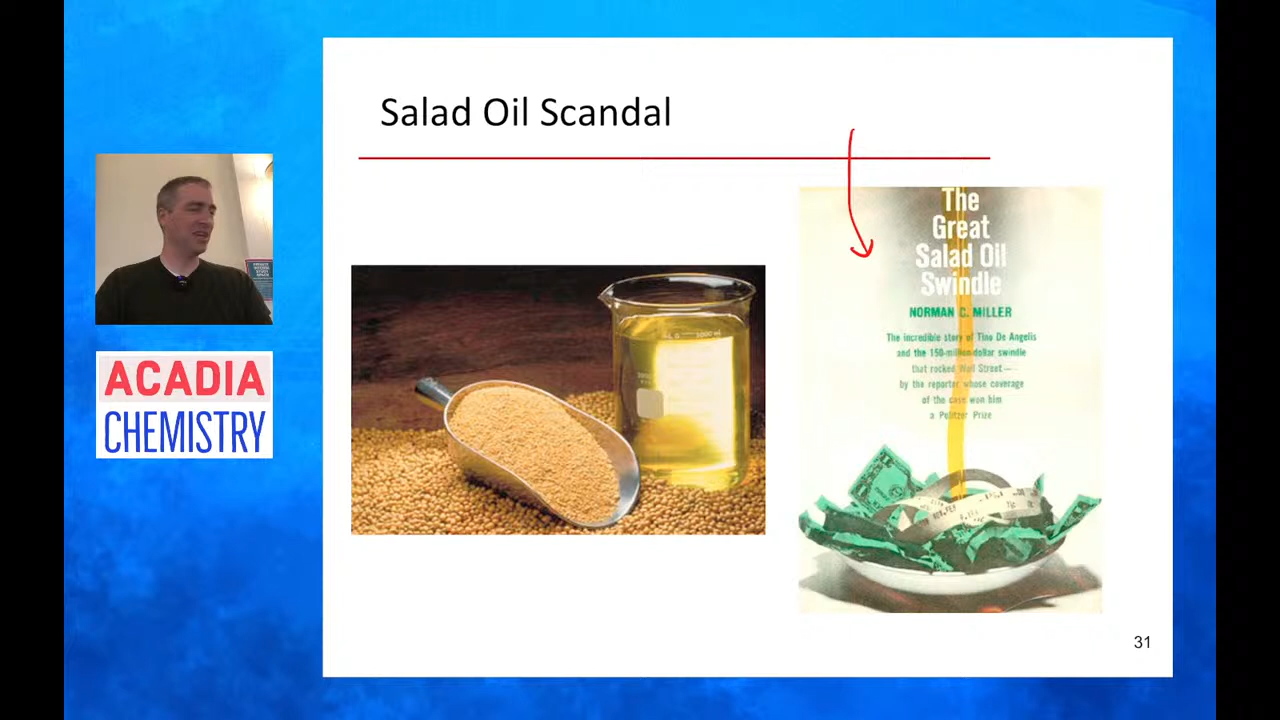 Salad Oil Scandal
ACADIA
CHEMISTRY
The
Great
Salad Oil
Swindle
NORMAN C. MILLER
The incredible story of Tino De Angelis
and the 150-million-dollar swindle
that rocked Wall Street—
by the reporter whose coverage
of the case won him
a Pulitzer Prize
31